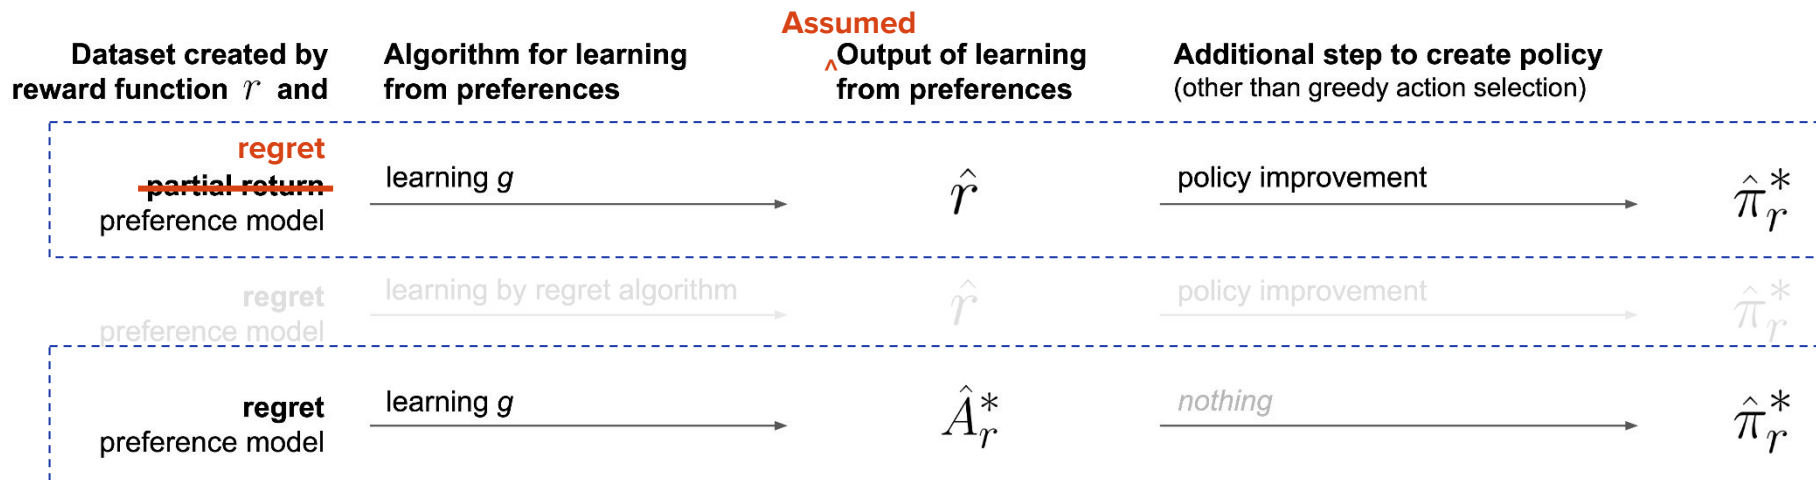 Assumed
Dataset created by
reward function r and
Algorithm for learning
from preferences
^Output of learning
from preferences
Additional step to create policy
(other than greedy action selection)
regret
partial return
preference model
learning g
r̂
policy improvement
π̂*r
regret
preference model
learning by regret algorithm
r̂
policy improvement
π̂*r
regret
preference model
learning g
Â*r
nothing
π̂*r